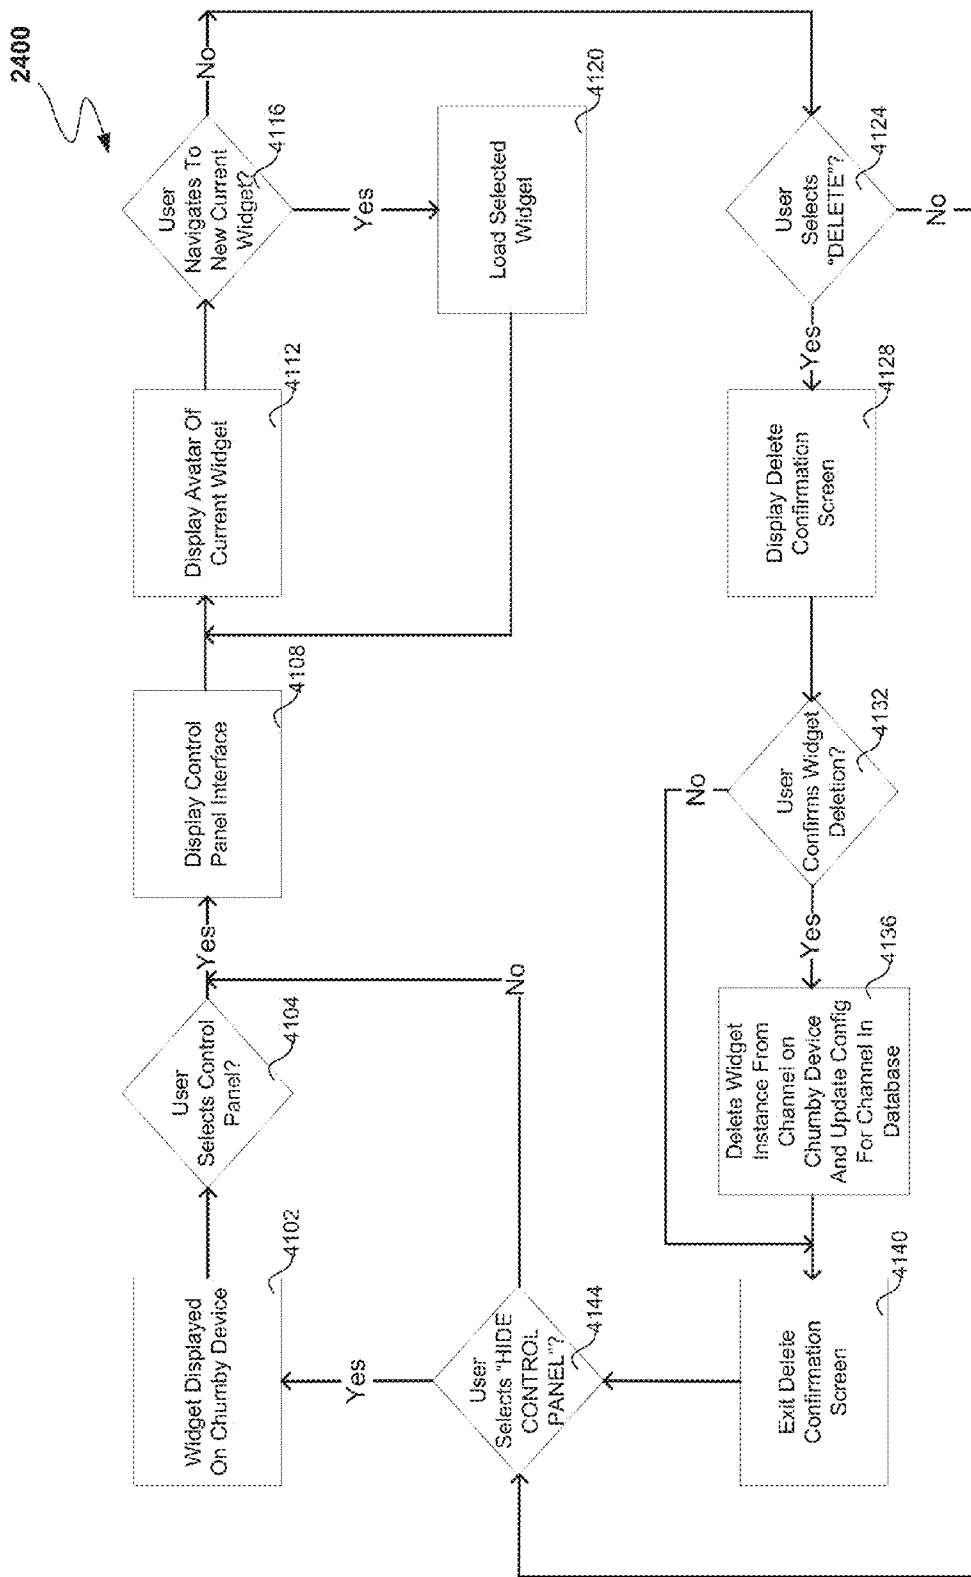 2400
Widget Displayed
On Chumby Device
4102
User
Selects Control
Panel?
4104
Yes
Display Control
Panel Interface
4108
Display Avatar Of
Current Widget
4112
User
Navigates To
New Current
Widget?
4116
No
Yes
Load Selected
Widget
4120
User
Selects "HIDE
CONTROL
PANEL"?
4144
Yes
No
Exit Delete
Confirmation
Screen
4140
Delete Widget
Instance From
Channel on
Chumby Device
And Update Config
For Channel In
Database
4136
Yes
User
Confirms Widget
Deletion?
4132
No
Display Delete
Confirmation
Screen
4128
Yes
User
Selects
"DELETE"?
4124
No